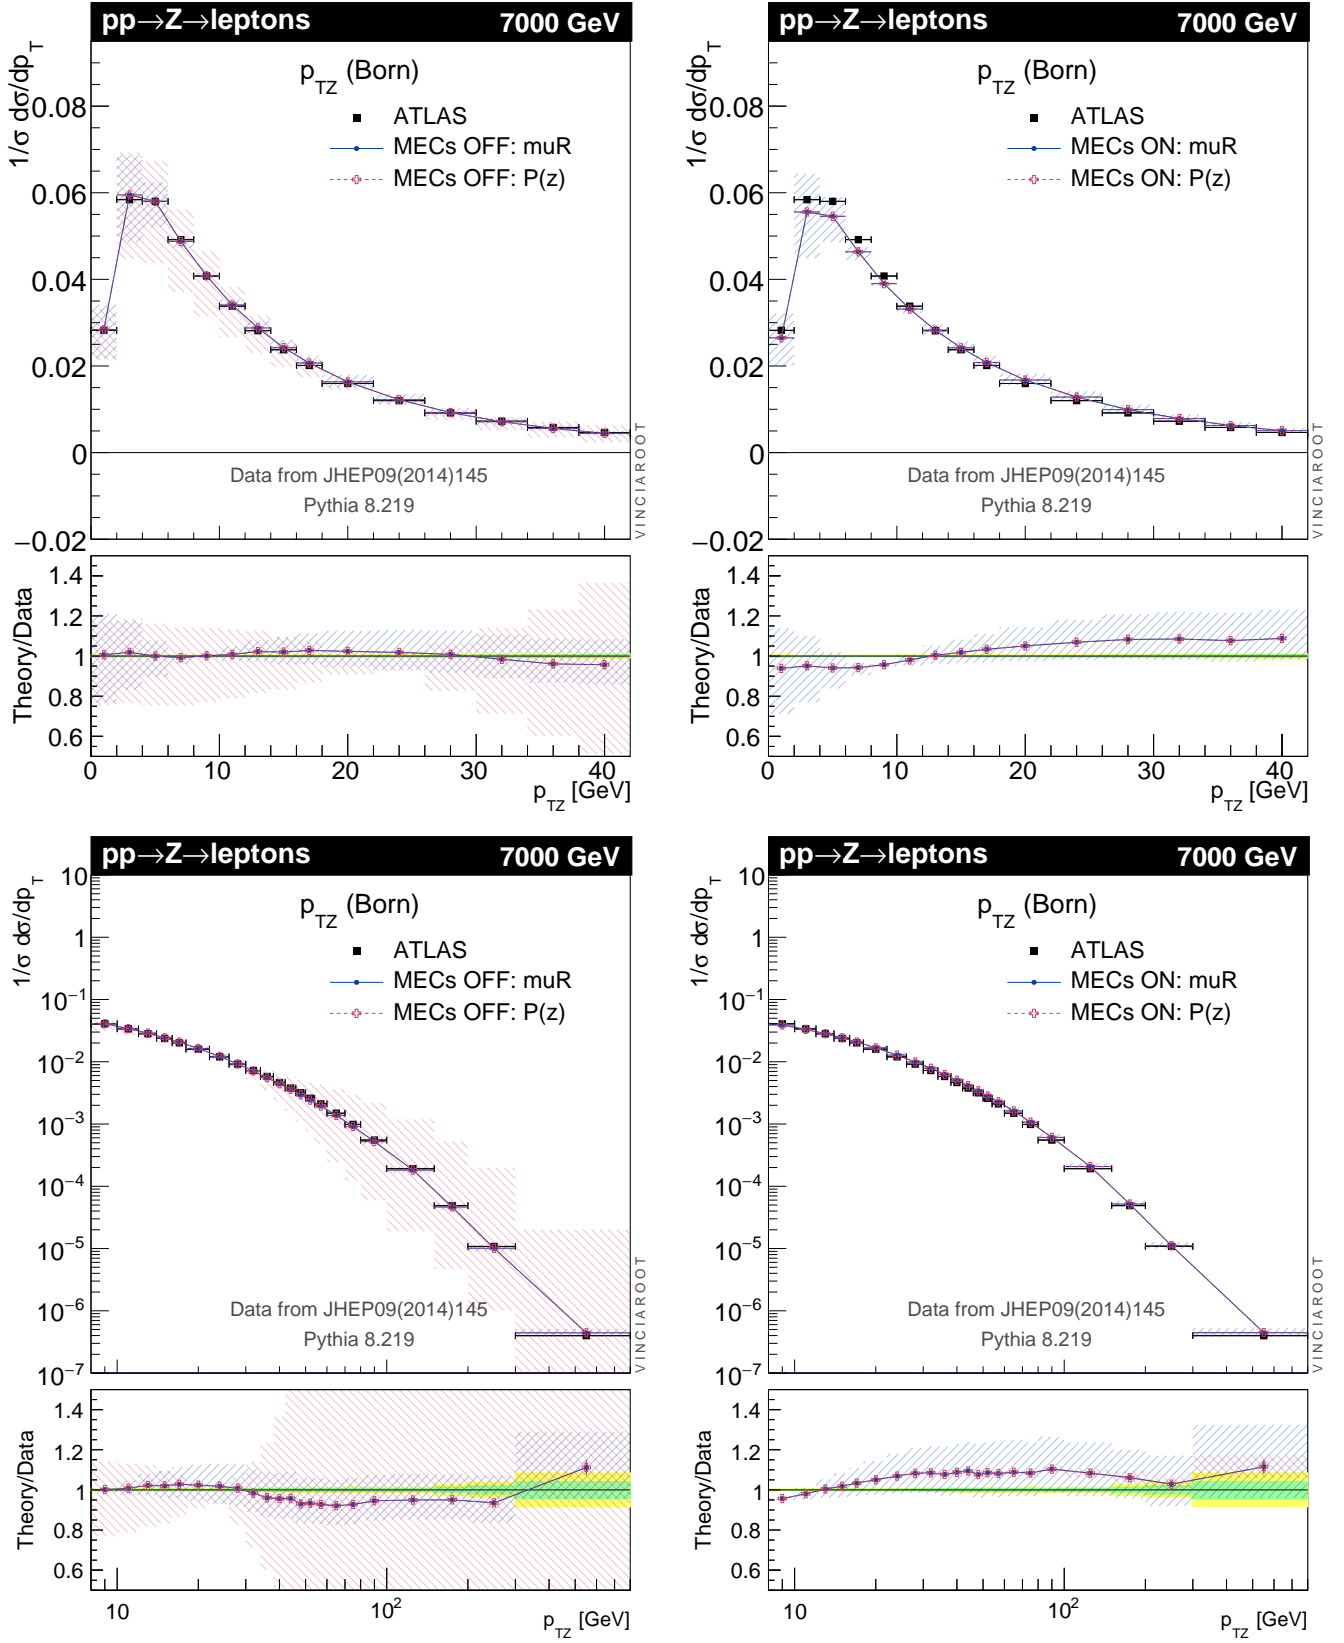 pp→Z→leptons 7000 GeV
1/σ dσ/dp_T
p_TZ (Born)
ATLAS
MECs OFF: muR
MECs OFF: P(z)
0.08
0.06
0.04
0.02
0
−0.02
Data from JHEP09(2014)145
Pythia 8.219
VINCIAROOT
Theory/Data
1.4
1.2
1
0.8
0.6
0 10 20 30 40
p_TZ [GeV]
pp→Z→leptons 7000 GeV
1/σ dσ/dp_T
p_TZ (Born)
ATLAS
MECs ON: muR
MECs ON: P(z)
0.08
0.06
0.04
0.02
0
−0.02
Data from JHEP09(2014)145
Pythia 8.219
VINCIAROOT
Theory/Data
1.4
1.2
1
0.8
0.6
0 10 20 30 40
p_TZ [GeV]
pp→Z→leptons 7000 GeV
1/σ dσ/dp_T
p_TZ (Born)
ATLAS
MECs OFF: muR
MECs OFF: P(z)
10
1
10^−1
10^−2
10^−3
10^−4
10^−5
10^−6
10^−7
Data from JHEP09(2014)145
Pythia 8.219
VINCIAROOT
Theory/Data
1.4
1.2
1
0.8
0.6
10 10^2
p_TZ [GeV]
pp→Z→leptons 7000 GeV
1/σ dσ/dp_T
p_TZ (Born)
ATLAS
MECs ON: muR
MECs ON: P(z)
10
1
10^−1
10^−2
10^−3
10^−4
10^−5
10^−6
10^−7
Data from JHEP09(2014)145
Pythia 8.219
VINCIAROOT
Theory/Data
1.4
1.2
1
0.8
0.6
10 10^2
p_TZ [GeV]